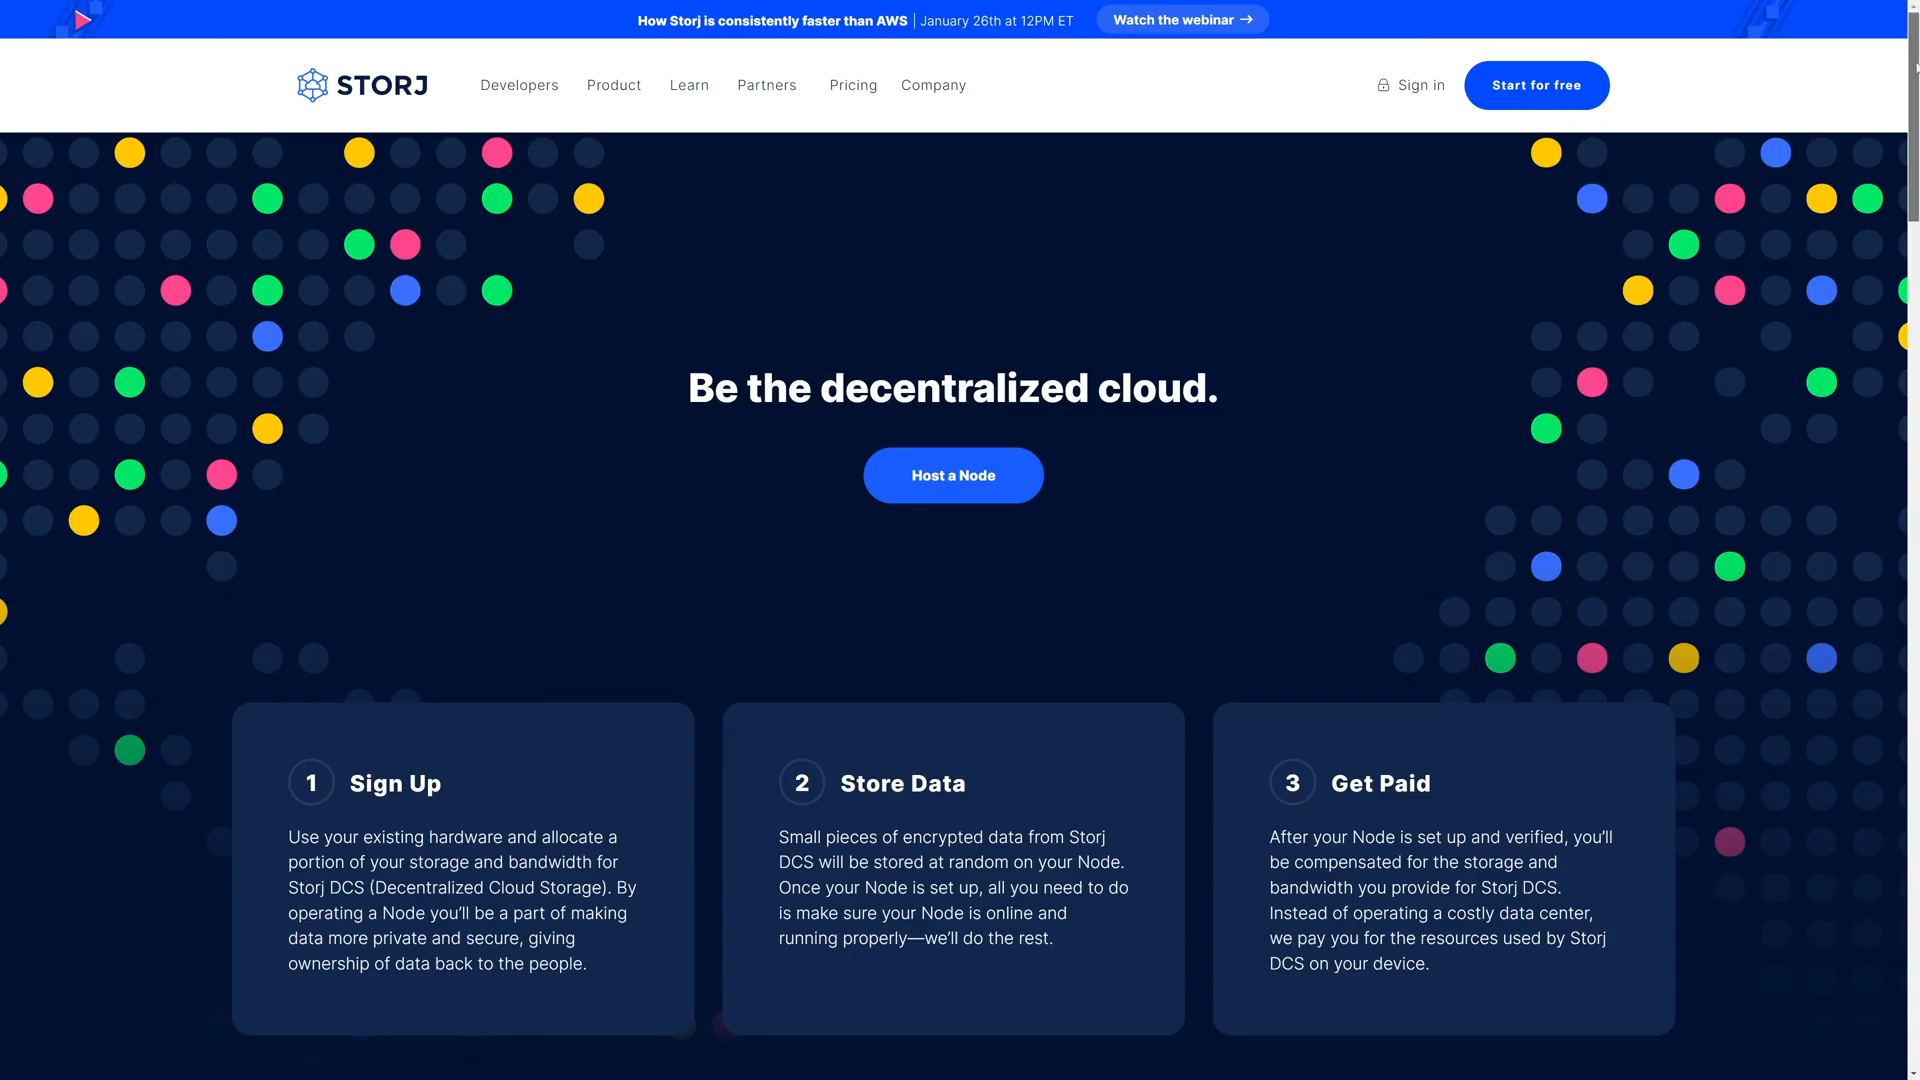 How Storj is consistently faster than AWS | January 26th at 12PM ET Watch the webinar →
STORJ Developers Product Learn Partners Pricing Company Sign in Start for free
Be the decentralized cloud.
Host a Node
1 Sign Up
Use your existing hardware and allocate a
portion of your storage and bandwidth for
Storj DCS (Decentralized Cloud Storage). By
operating a Node you’ll be a part of making
data more private and secure, giving
ownership of data back to the people.
2 Store Data
Small pieces of encrypted data from Storj
DCS will be stored at random on your Node.
Once your Node is set up, all you need to do
is make sure your Node is online and
running properly—we’ll do the rest.
3 Get Paid
After your Node is set up and verified, you’ll
be compensated for the storage and
bandwidth you provide for Storj DCS.
Instead of operating a costly data center,
we pay you for the resources used by Storj
DCS on your device.